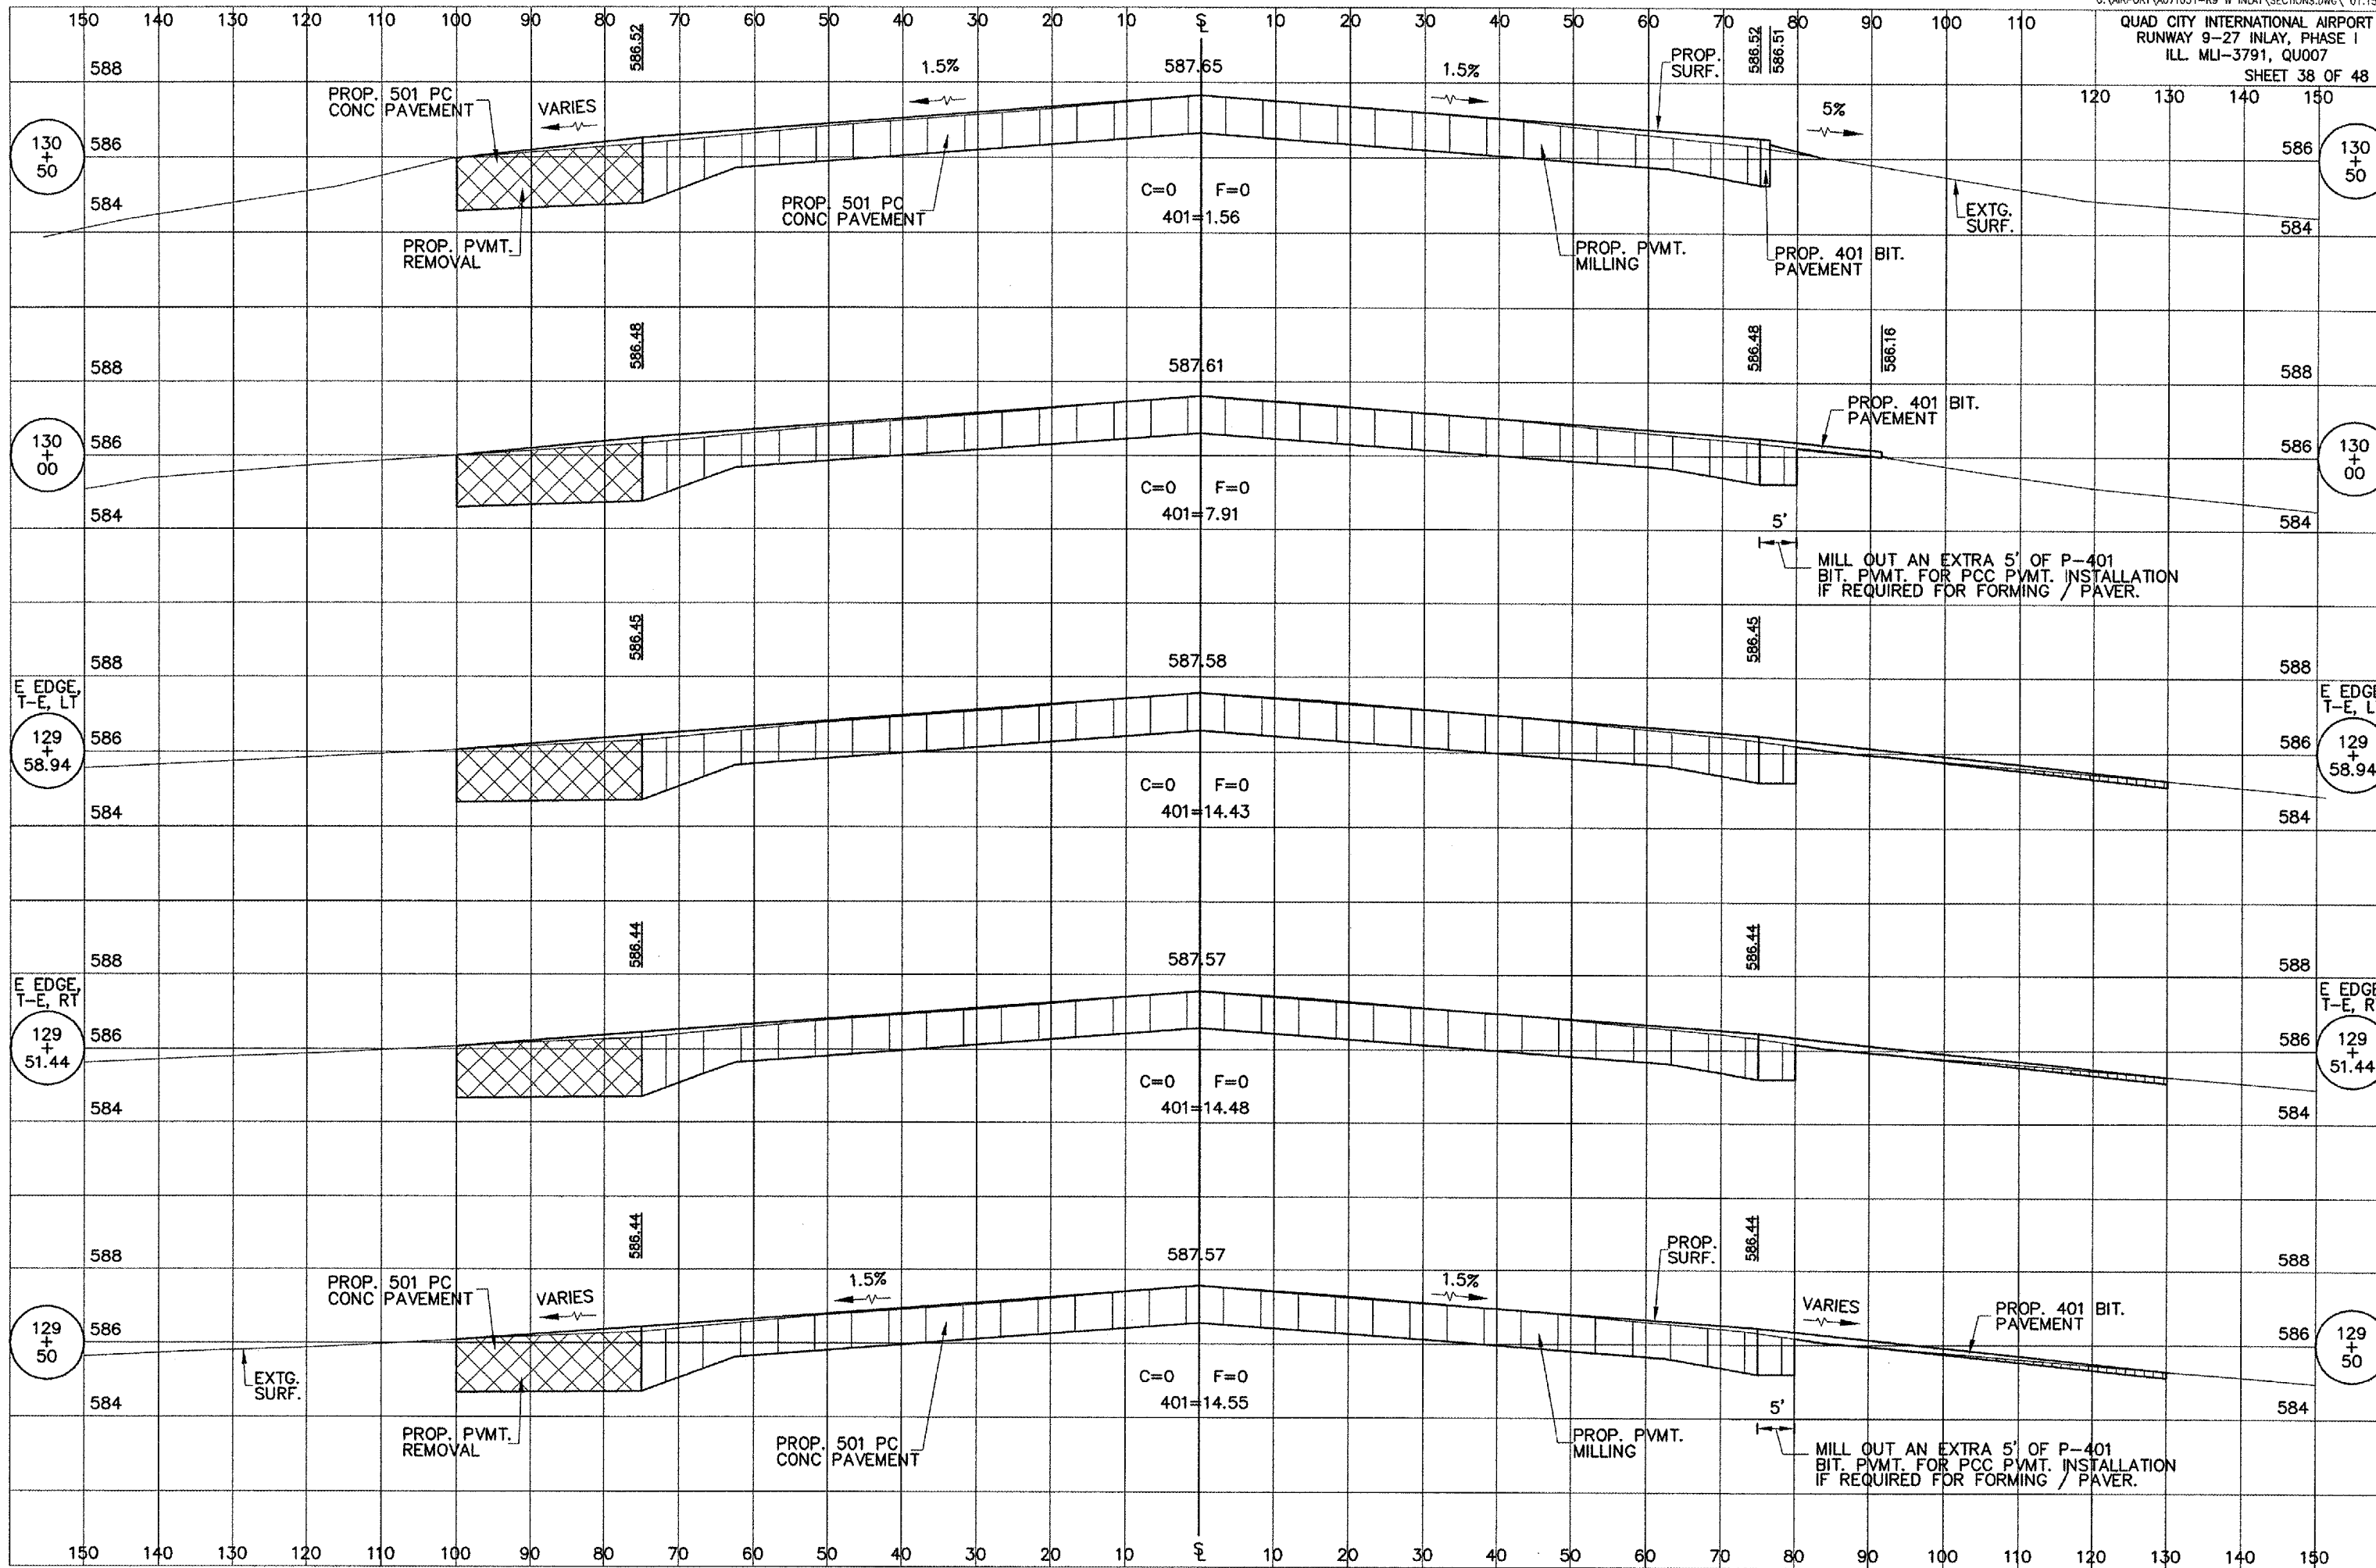 QUAD CITY INTERNATIONAL AIRPORT
RUNWAY 9-27 INLAY, PHASE I
ILL. MLI-3791, QU007
SHEET 38 OF 48
150 140 130 120 110 100 90 80 70 60 50 40 30 20 10 ℄ 10 20 30 40 50 60 70 80 90 100 110
120 130 150
586.52
587.65
586.52
586.51
588
1.5%
1.5%
PROP.
SURF.
PROP. 501 PC
CONC PAVEMENT
VARIES
5%
130
+
50
586
586
130
+
50
584
584
PROP. PVMT.
REMOVAL
PROP. 501 PC
CONC PAVEMENT
C=0 F=0
401=1.56
PROP. PVMT.
MILLING
PROP. 401 BIT.
PAVEMENT
EXTG.
SURF.
586.48
587.61
586.48
586.16
588
588
PROP. 401 BIT.
PAVEMENT
130
+
00
586
586
130
+
00
584
584
C=0 F=0
401=7.91
5'
MILL OUT AN EXTRA 5' OF P-401
BIT. PVMT. FOR PCC PVMT. INSTALLATION
IF REQUIRED FOR FORMING / PAVER.
586.45
587.58
586.45
588
588
E EDGE,
T-E, LT
129
+
58.94
586
586
E EDGE
T-E, L
129
+
58.94
584
584
C=0 F=0
401=14.43
586.44
587.57
586.44
588
588
E EDGE,
T-E, RT
129
+
51.44
586
586
E EDGE
T-E, R
129
+
51.44
584
584
C=0 F=0
401=14.48
586.44
587.57
586.44
588
588
PROP. 501 PC
CONC PAVEMENT
VARIES
1.5%
1.5%
PROP.
SURF.
VARIES
PROP. 401 BIT.
PAVEMENT
129
+
50
586
586
129
+
50
584
584
EXTG.
SURF.
PROP. PVMT.
REMOVAL
PROP. 501 PC
CONC PAVEMENT
C=0 F=0
401=14.55
PROP. PVMT.
MILLING
5'
MILL OUT AN EXTRA 5' OF P-401
BIT. PVMT. FOR PCC PVMT. INSTALLATION
IF REQUIRED FOR FORMING / PAVER.
150 140 130 120 110 100 90 80 70 60 50 40 30 20 10 ℄ 10 20 30 40 50 60 70 80 90 100 110 120 130 140 150